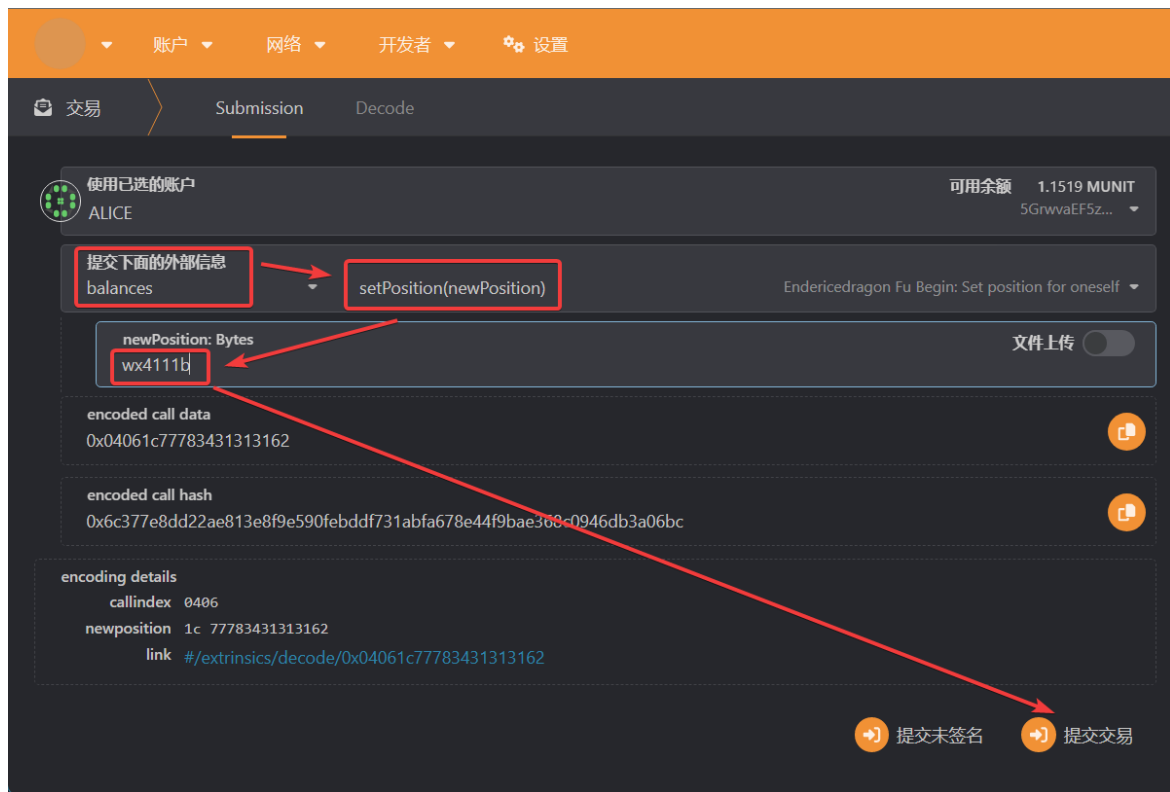 账户 网络 开发者 设置
交易 Submission Decode
使用已选的账户 可用余额 1.1519 MUNIT
ALICE 5GrwvaEF5z...
提交下面的外部信息
balances setPosition(newPosition) Endericedragon Fu Begin: Set position for oneself
newPosition: Bytes 文件上传
wx4111b
encoded call data
0x04061c77783431313162
encoded call hash
0x6c377e8dd22ae813e8f9e590febddf731abfa678e44f9bae368c0946db3a06bc
encoding details
callindex 0406
newposition 1c 77783431313162
link #/extrinsics/decode/0x04061c77783431313162
提交未签名 提交交易